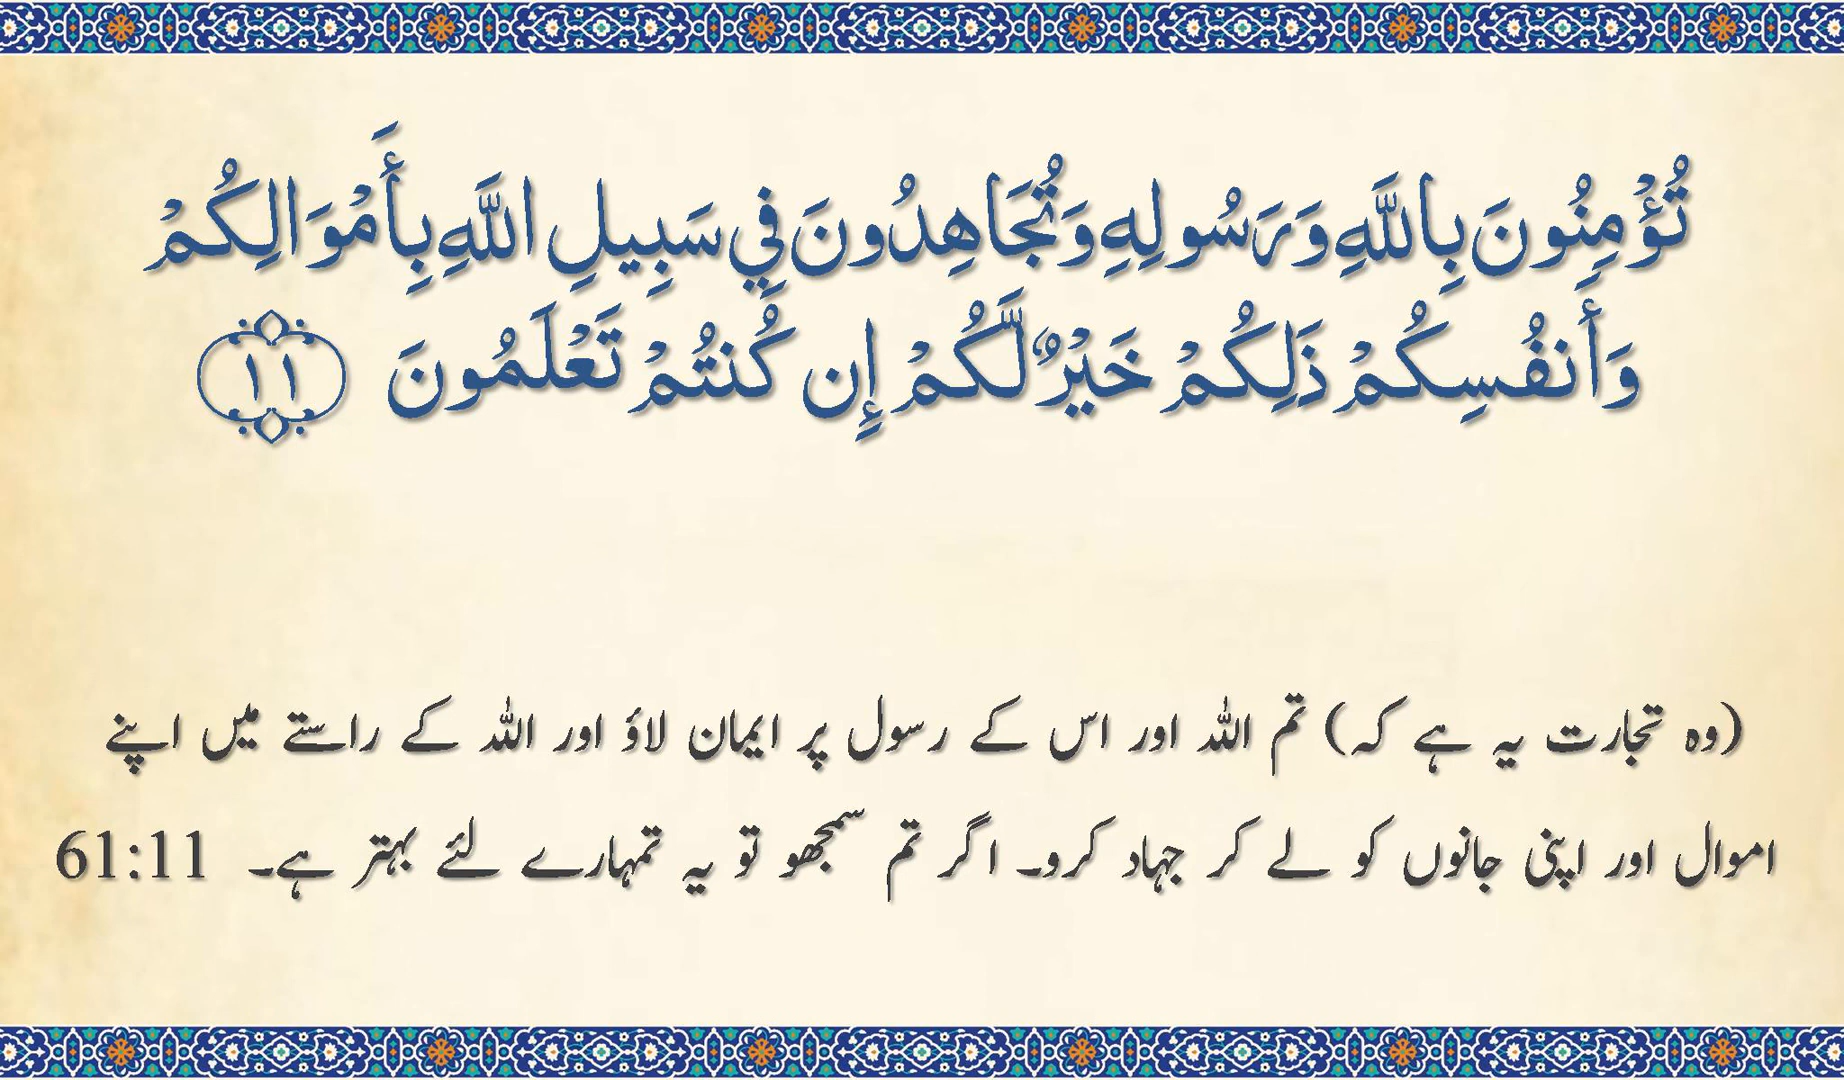 تُؤْمِنُونَ بِاللَّهِ وَرَسُولِهِ وَتُجَاهِدُونَ فِي سَبِيلِ اللَّهِ بِأَمْوَالِكُمْ
وَأَنفُسِكُمْ ذَلِكُمْ خَيْرٌ لَّكُمْ إِن كُنتُمْ تَعْلَمُونَ ١١
(وہ تجارت یہ ہے کہ) تم اللہ اور اس کے رسول پر ایمان لاؤ اور اللہ کے راستے میں اپنے
اموال اور اپنی جانوں کو لے کر جہاد کرو۔ اگر تم سمجھو تو یہ تمہارے لئے بہتر ہے۔ 61:11